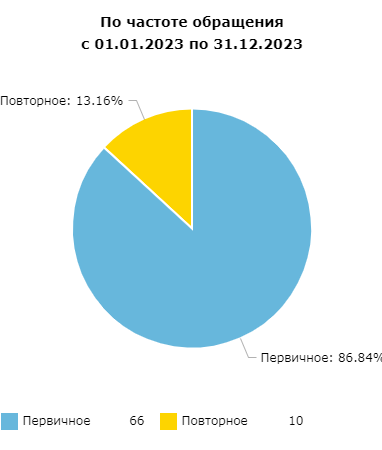 По частоте обращения
с 01.01.2023 по 31.12.2023
Повторное: 13.16%
Первичное: 86.84%
Первичное 66 Повторное 10